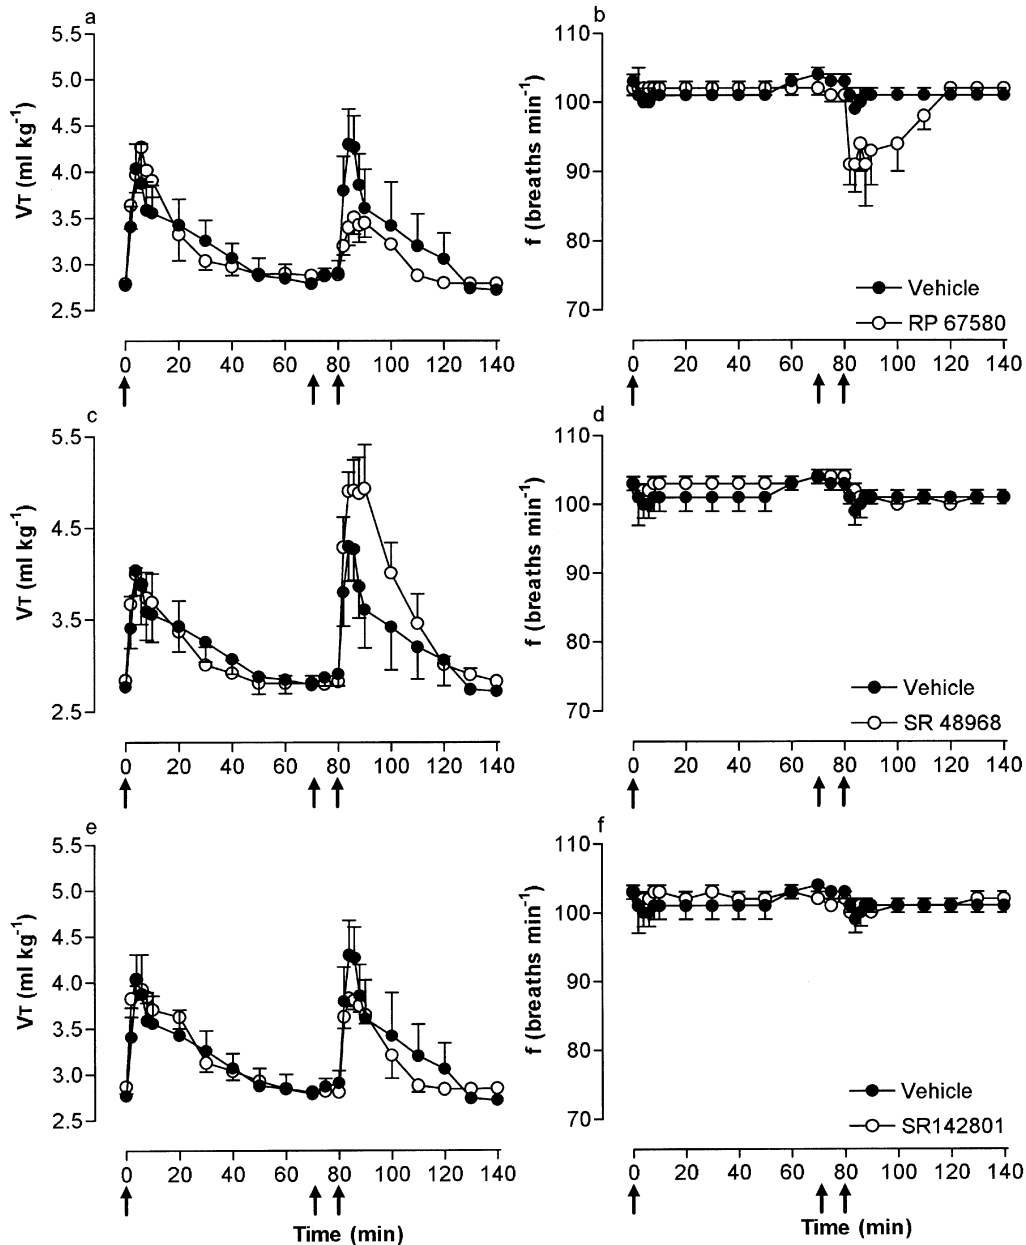 a
5.5
5.0
4.5
4.0
3.5
3.0
2.5
VT (ml kg-1)
0 20 40 60 80 100 120 140
b
110
100
90
80
70
f (breaths min-1)
Vehicle
RP 67580
0 20 40 60 80 100 120 140
c
5.5
4.5
3.5
2.5
VT (ml kg-1)
0 20 40 60 80 100 120 140
d
110
100
90
80
70
f (breaths min-1)
Vehicle
SR 48968
0 20 40 60 80 100 120 140
e
5.5
5.0
4.5
4.0
3.5
3.0
2.5
VT (ml kg-1)
0 20 40 60 80 100 120 140
Time (min)
f
110
100
90
80
70
f (breaths min-1)
Vehicle
SR142801
0 20 40 60 80 100 120 140
Time (min)